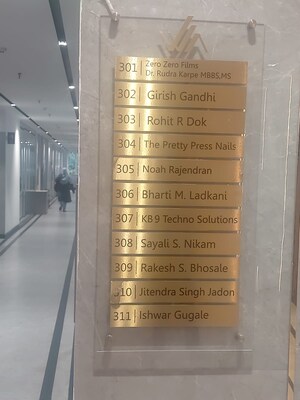 301 Zero Zero Films
Dr. Rudra Karpe MBBS,MS
302 Girish Gandhi
303 Rohit R Dok
304 The Pretty Press Nails
305 Noah Rajendran
306 Bharti M. Ladkani
307 KB 9 Techno Solutions
308 Sayali S. Nikam
309 Rakesh S. Bhosale
310 Jitendra Singh Jadon
311 Ishwar Gugale